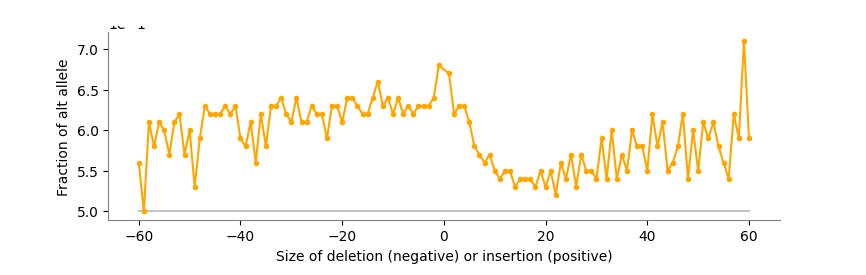 7.0
6.5
6.0
5.5
5.0
Fraction of alt allele
−60 −40 −20 0 20 40 60
Size of deletion (negative) or insertion (positive)